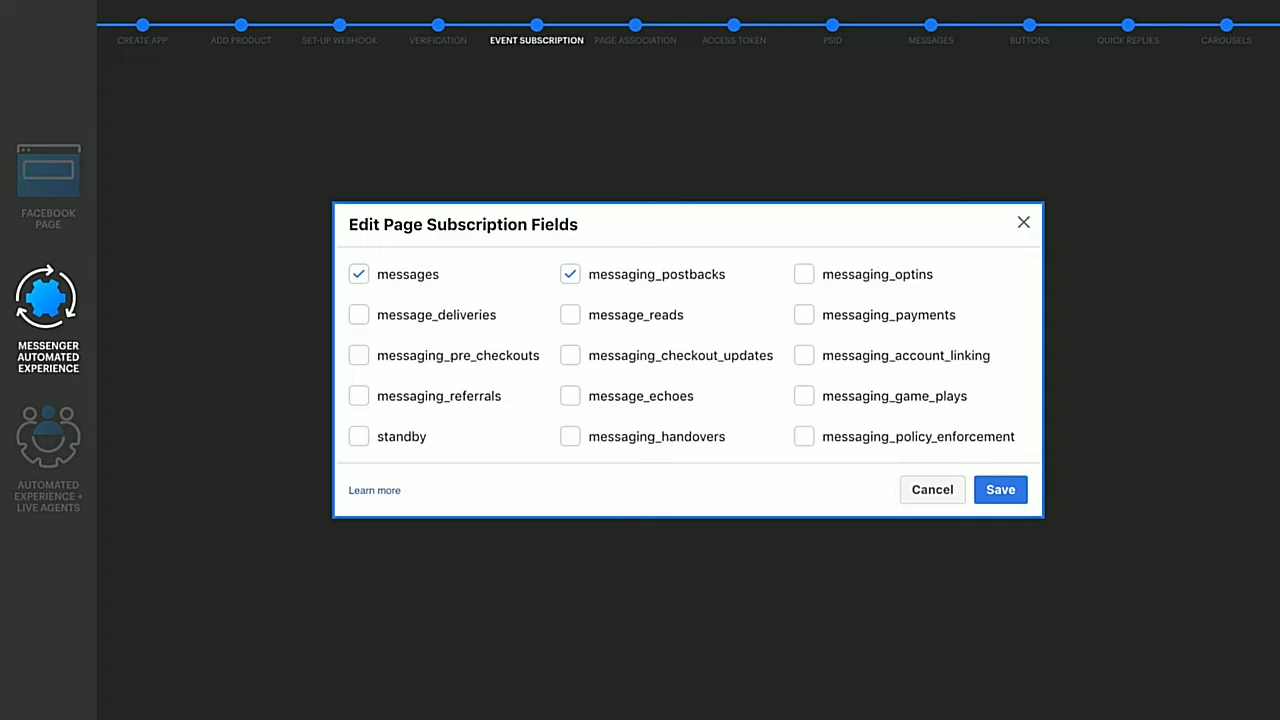 CREATE APP
ADD PRODUCT
SET-UP WEBHOOK
VERIFICATION
EVENT SUBSCRIPTION
PAGE ASSOCIATION
ACCESS TOKEN
PSID
MESSAGES
BUTTONS
QUICK REPLIES
CAROUSELS
FACEBOOK
PAGE
MESSENGER
AUTOMATED
EXPERIENCE
AUTOMATED
EXPERIENCE +
LIVE AGENTS
Edit Page Subscription Fields
messages
messaging_postbacks
messaging_optins
message_deliveries
message_reads
messaging_payments
messaging_pre_checkouts
messaging_checkout_updates
messaging_account_linking
messaging_referrals
message_echoes
messaging_game_plays
standby
messaging_handovers
messaging_policy_enforcement
Learn more
Cancel
Save